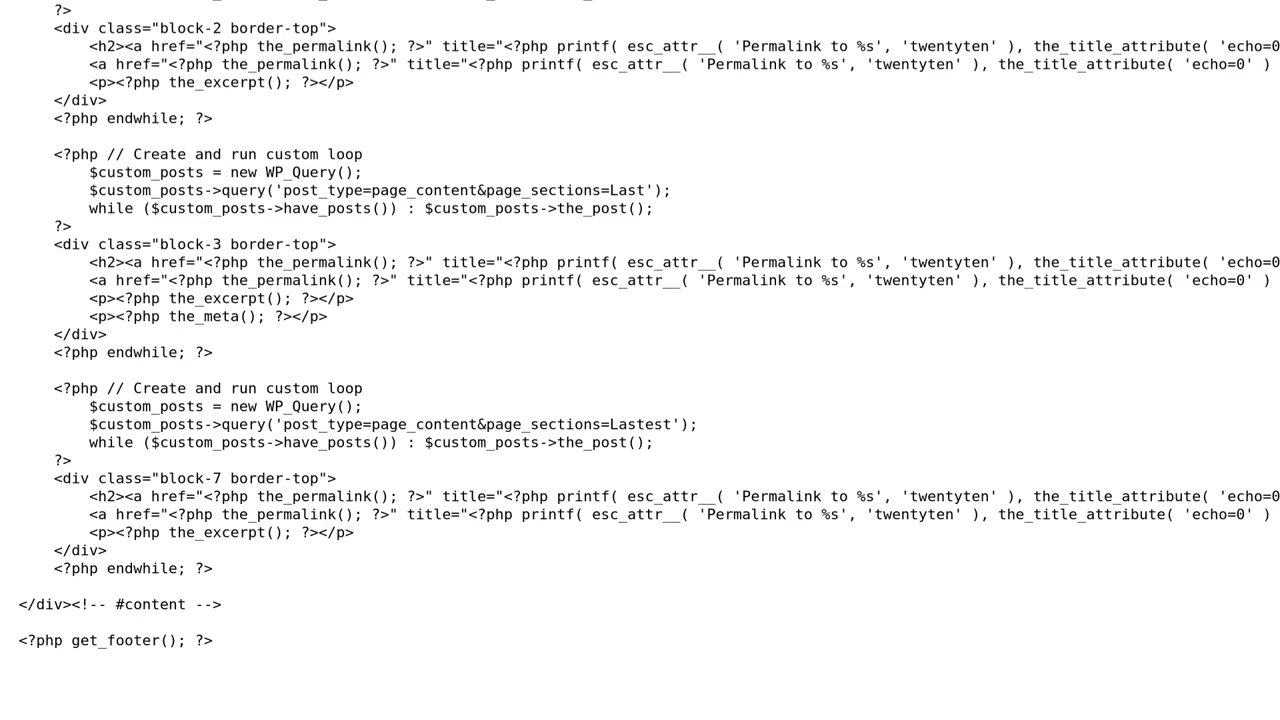 ?>
<div class="block-2 border-top">
<h2><a href="<?php the_permalink(); ?>" title="<?php printf( esc_attr__( 'Permalink to %s', 'twentyten' ), the_title_attribute( 'echo=0
<a href="<?php the_permalink(); ?>" title="<?php printf( esc_attr__( 'Permalink to %s', 'twentyten' ), the_title_attribute( 'echo=0' )
<p><?php the_excerpt(); ?></p>
</div>
<?php endwhile; ?>
<?php // Create and run custom loop
$custom_posts = new WP_Query();
$custom_posts->query('post_type=page_content&page_sections=Last');
while ($custom_posts->have_posts()) : $custom_posts->the_post();
?>
<div class="block-3 border-top">
<h2><a href="<?php the_permalink(); ?>" title="<?php printf( esc_attr__( 'Permalink to %s', 'twentyten' ), the_title_attribute( 'echo=0
<a href="<?php the_permalink(); ?>" title="<?php printf( esc_attr__( 'Permalink to %s', 'twentyten' ), the_title_attribute( 'echo=0' )
<p><?php the_excerpt(); ?></p>
<p><?php the_meta(); ?></p>
</div>
<?php endwhile; ?>
<?php // Create and run custom loop
$custom_posts = new WP_Query();
$custom_posts->query('post_type=page_content&page_sections=Lastest');
while ($custom_posts->have_posts()) : $custom_posts->the_post();
?>
<div class="block-7 border-top">
<h2><a href="<?php the_permalink(); ?>" title="<?php printf( esc_attr__( 'Permalink to %s', 'twentyten' ), the_title_attribute( 'echo=0
<a href="<?php the_permalink(); ?>" title="<?php printf( esc_attr__( 'Permalink to %s', 'twentyten' ), the_title_attribute( 'echo=0' )
<p><?php the_excerpt(); ?></p>
</div>
<?php endwhile; ?>
</div><!-- #content -->
<?php get_footer(); ?>